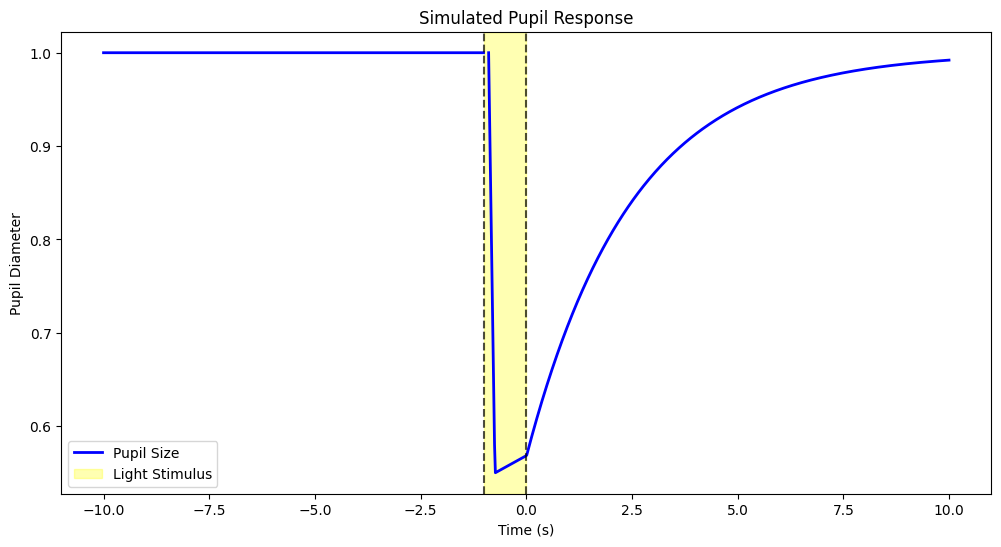 Simulated Pupil Response
1.0
0.9
0.8
0.7
0.6
Pupil Diameter
Pupil Size
Light Stimulus
−10.0 −7.5 −5.0 −2.5 0.0 2.5 5.0 7.5 10.0
Time (s)